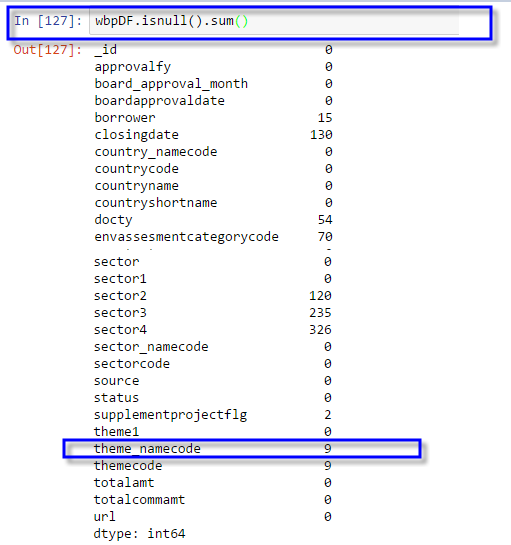 In [127]: wbpDF.isnull().sum()
Out[127]: _id 0
approvalfy 0
board_approval_month 0
boardapprovaldate 0
borrower 15
closingdate 130
country_namecode 0
countrycode 0
countryname 0
countryshortname 0
docty 54
envassesmentcategorycode 70
sector 0
sector1 0
sector2 120
sector3 235
sector4 326
sector_namecode 0
sectorcode 0
source 0
status 0
supplementprojectflg 2
theme1 0
theme_namecode 9
themecode 9
totalamt 0
totalcommamt 0
url 0
dtype: int64